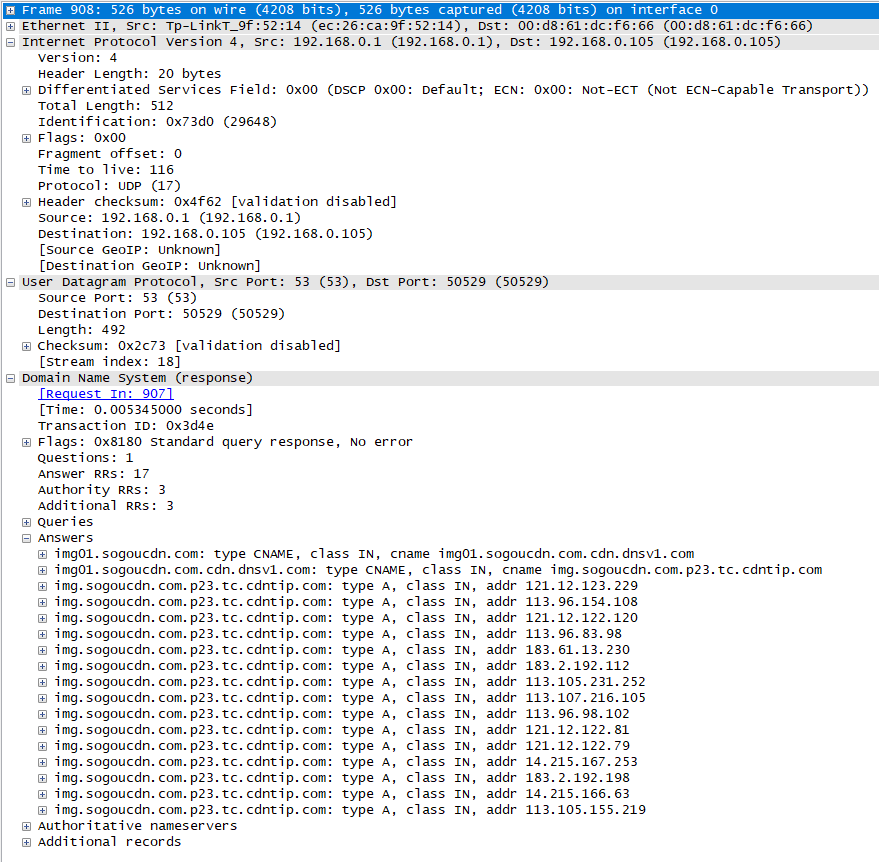 Frame 908: 526 bytes on wire (4208 bits), 526 bytes captured (4208 bits) on interface 0
Ethernet II, Src: Tp-LinkT_9f:52:14 (ec:26:ca:9f:52:14), Dst: 00:d8:61:dc:f6:66 (00:d8:61:dc:f6:66)
Internet Protocol Version 4, Src: 192.168.0.1 (192.168.0.1), Dst: 192.168.0.105 (192.168.0.105)
Version: 4
Header Length: 20 bytes
Differentiated Services Field: 0x00 (DSCP 0x00: Default; ECN: 0x00: Not-ECT (Not ECN-Capable Transport))
Total Length: 512
Identification: 0x73d0 (29648)
Flags: 0x00
Fragment offset: 0
Time to live: 116
Protocol: UDP (17)
Header checksum: 0x4f62 [validation disabled]
Source: 192.168.0.1 (192.168.0.1)
Destination: 192.168.0.105 (192.168.0.105)
[Source GeoIP: Unknown]
[Destination GeoIP: Unknown]
User Datagram Protocol, Src Port: 53 (53), Dst Port: 50529 (50529)
Source Port: 53 (53)
Destination Port: 50529 (50529)
Length: 492
Checksum: 0x2c73 [validation disabled]
[Stream index: 18]
Domain Name System (response)
[Request In: 907]
[Time: 0.005345000 seconds]
Transaction ID: 0x3d4e
Flags: 0x8180 Standard query response, No error
Questions: 1
Answer RRs: 17
Authority RRs: 3
Additional RRs: 3
Queries
Answers
img01.sogoucdn.com: type CNAME, class IN, cname img01.sogoucdn.com.cdn.dnsv1.com
img01.sogoucdn.com.cdn.dnsv1.com: type CNAME, class IN, cname img.sogoucdn.com.p23.tc.cdntip.com
img.sogoucdn.com.p23.tc.cdntip.com: type A, class IN, addr 121.12.123.229
img.sogoucdn.com.p23.tc.cdntip.com: type A, class IN, addr 113.96.154.108
img.sogoucdn.com.p23.tc.cdntip.com: type A, class IN, addr 121.12.122.120
img.sogoucdn.com.p23.tc.cdntip.com: type A, class IN, addr 113.96.83.98
img.sogoucdn.com.p23.tc.cdntip.com: type A, class IN, addr 183.61.13.230
img.sogoucdn.com.p23.tc.cdntip.com: type A, class IN, addr 183.2.192.112
img.sogoucdn.com.p23.tc.cdntip.com: type A, class IN, addr 113.105.231.252
img.sogoucdn.com.p23.tc.cdntip.com: type A, class IN, addr 113.107.216.105
img.sogoucdn.com.p23.tc.cdntip.com: type A, class IN, addr 113.96.98.102
img.sogoucdn.com.p23.tc.cdntip.com: type A, class IN, addr 121.12.122.81
img.sogoucdn.com.p23.tc.cdntip.com: type A, class IN, addr 121.12.122.79
img.sogoucdn.com.p23.tc.cdntip.com: type A, class IN, addr 14.215.167.253
img.sogoucdn.com.p23.tc.cdntip.com: type A, class IN, addr 183.2.192.198
img.sogoucdn.com.p23.tc.cdntip.com: type A, class IN, addr 14.215.166.63
img.sogoucdn.com.p23.tc.cdntip.com: type A, class IN, addr 113.105.155.219
Authoritative nameservers
Additional records